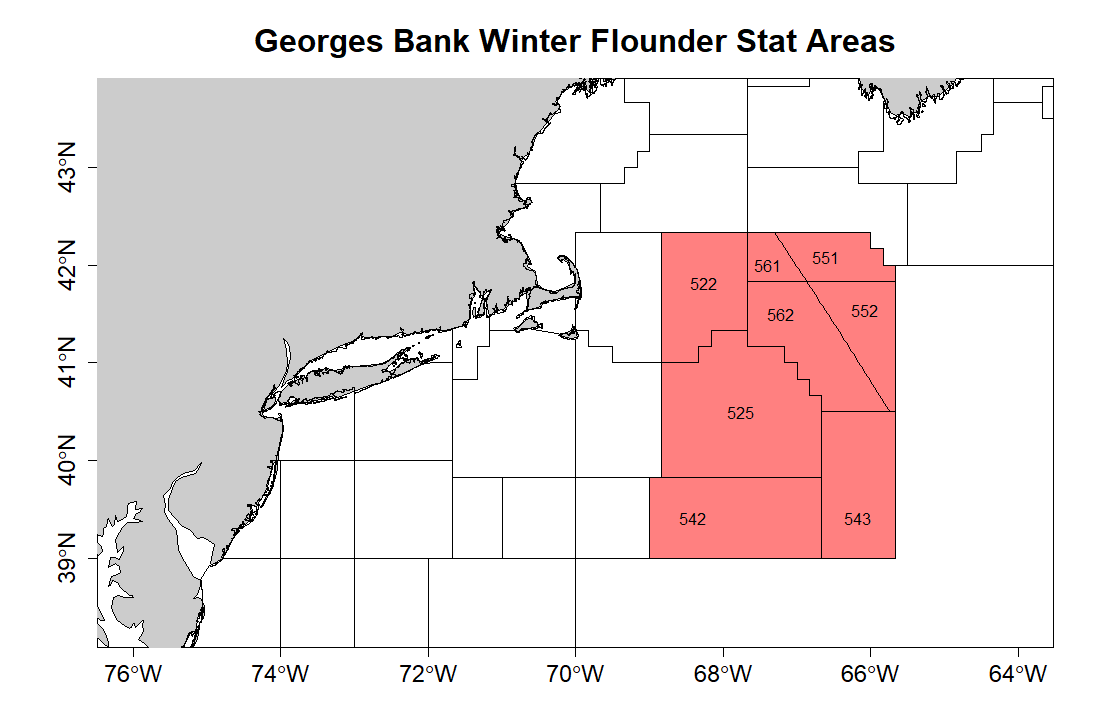 Georges Bank Winter Flounder Stat Areas
43°N
42°N
41°N
40°N
39°N
551
561
522
552
562
525
542
543
76°W
74°W
72°W
70°W
68°W
66°W
64°W